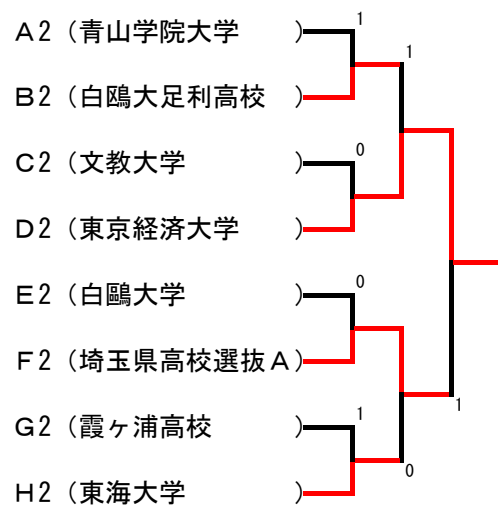 A2（青山学院大学　　　）
1
1
B2（白鴎大足利高校　　）
C2（文教大学　　　　　）
0
D2（東京経済大学　　　）
E2（白鷗大学　　　　　）
0
F2（埼玉県高校選抜A）
G2（霞ヶ浦高校　　　　）
1
1
H2（東海大学　　　　　）
0